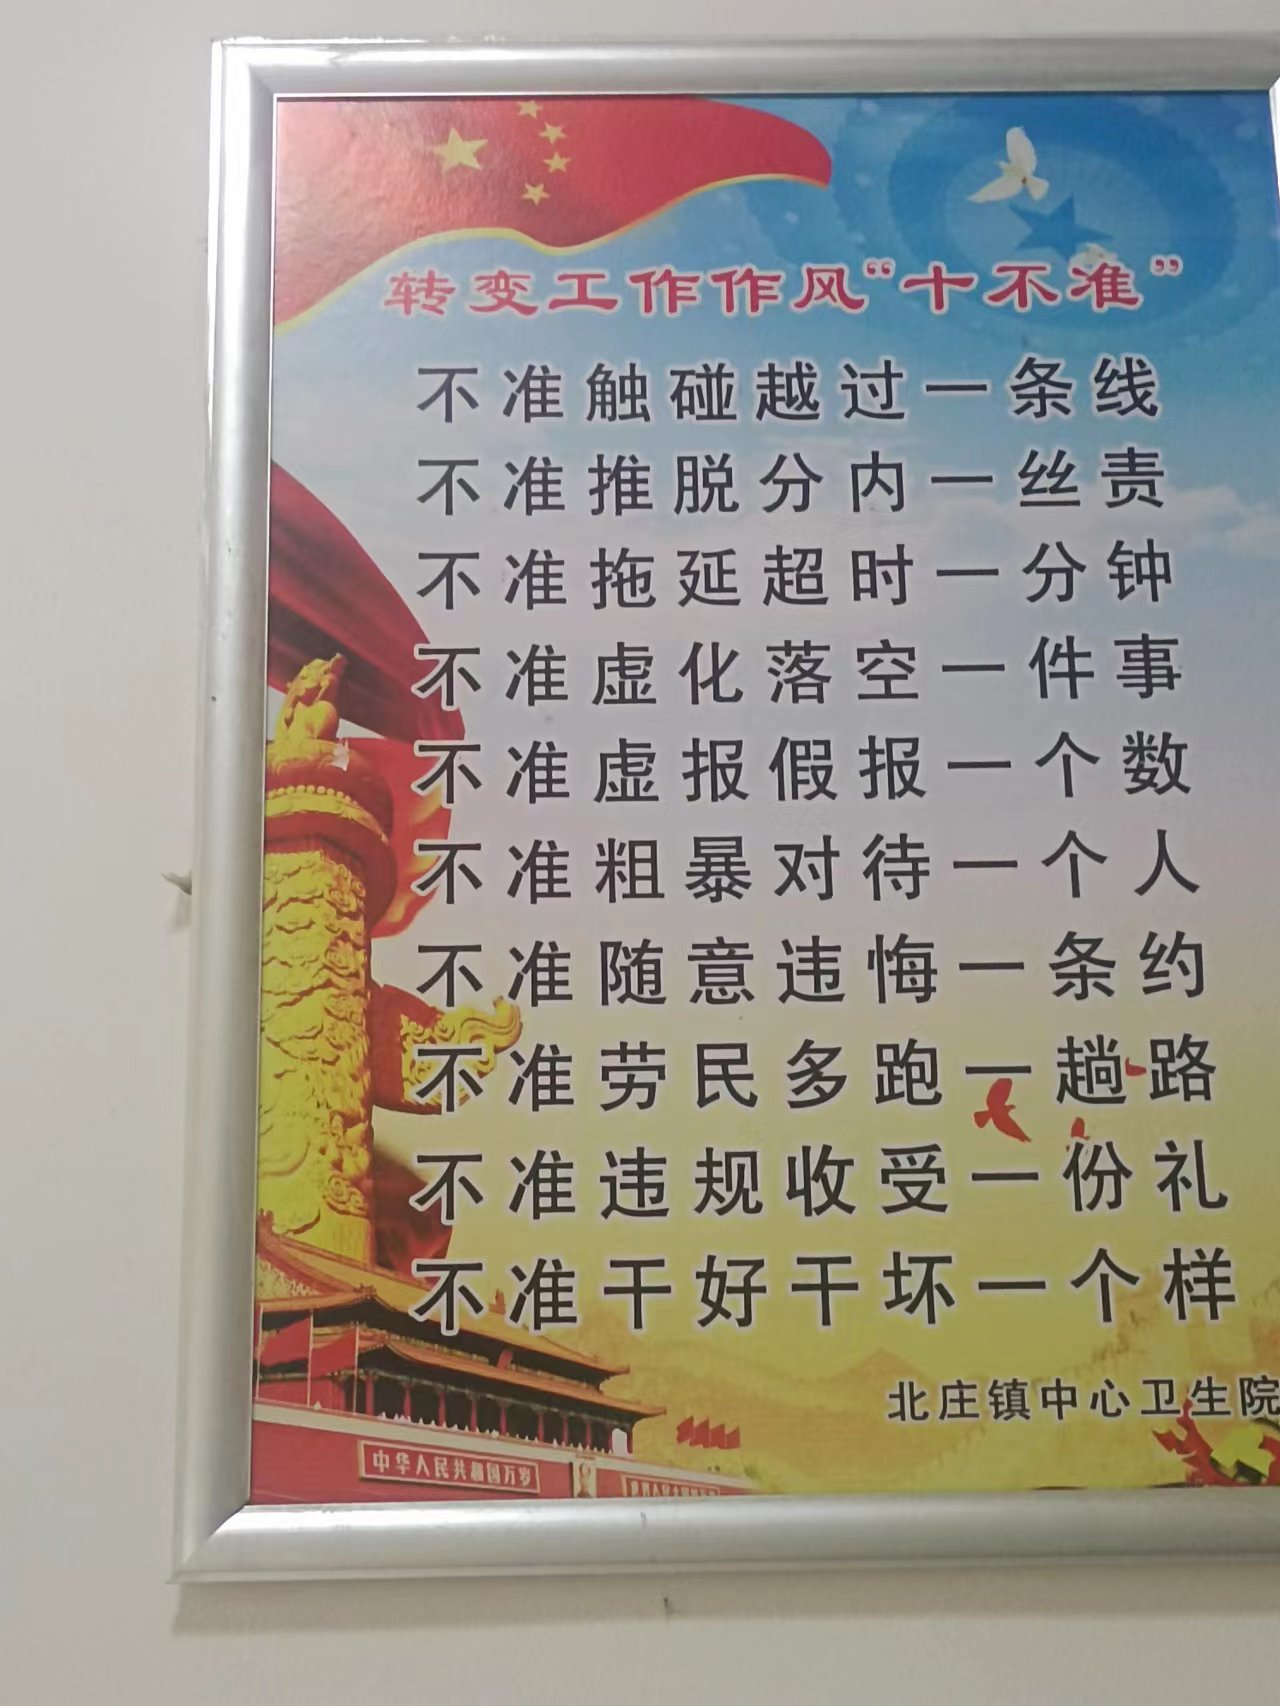 转变工作作风“十不准”
不准触碰越过一条线
不准推脱分内一丝责
不准拖延超时一分钟
不准虚化落空一件事
不准虚报假报一个数
不准粗暴对待一个人
不准随意违悔一条约
不准劳民多跑一趟路
不准违规收受一份礼
不准干好干坏一个样
北庄镇中心卫生院
中华人民共和国万岁